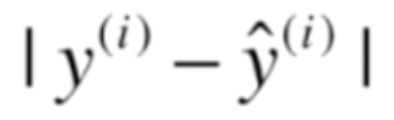 | y^{(i)} − ŷ^{(i)} |